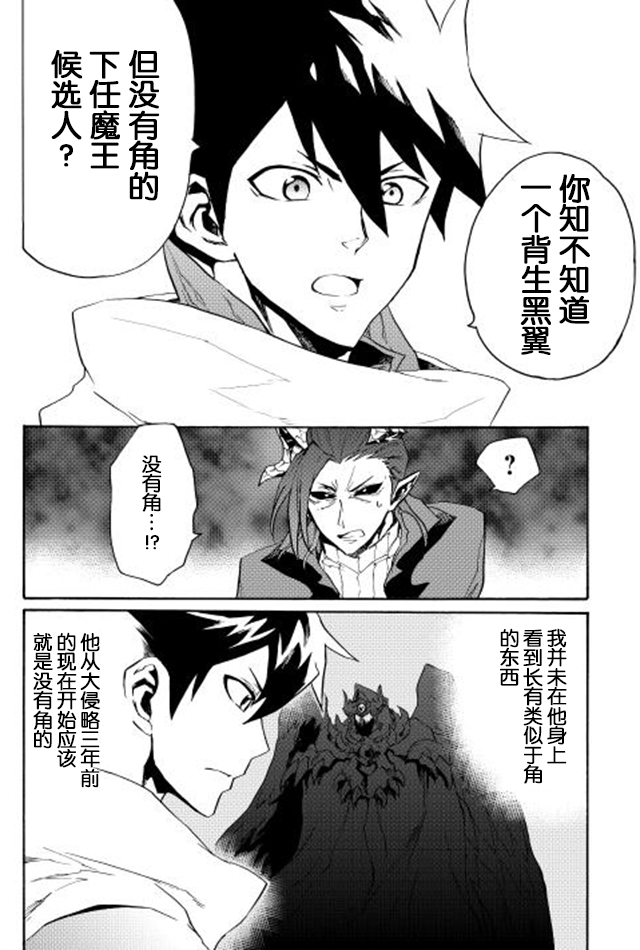 你知不知道
一个背生黑翼
但没有角的
下任魔王
候选人？
？
没有角…!?
我并未在他身上
看到长有类似于角
的东西
他从大侵略三年前
的现在开始应该
就是没有角的